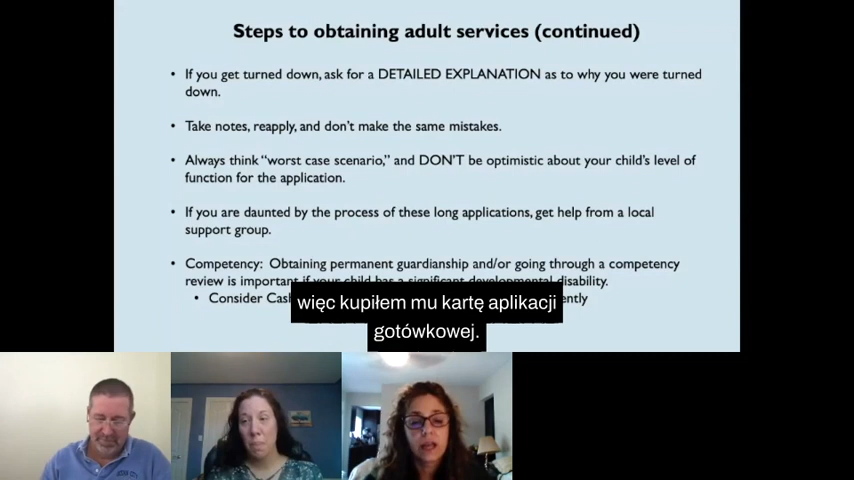 Steps to obtaining adult services (continued)
• If you get turned down, ask for a DETAILED EXPLANATION as to why you were turned
down.
• Take notes, reapply, and don't make the same mistakes.
• Always think "worst case scenario," and DON'T be optimistic about your child's level of
function for the application.
• If you are daunted by the process of these long applications, get help from a local
support group.
• Competency: Obtaining permanent guardianship and/or going through a competency
review is important if your child has a significant developmental disability.
• Consider
więc kupiłem mu kartę aplikacji
gotówkowej.